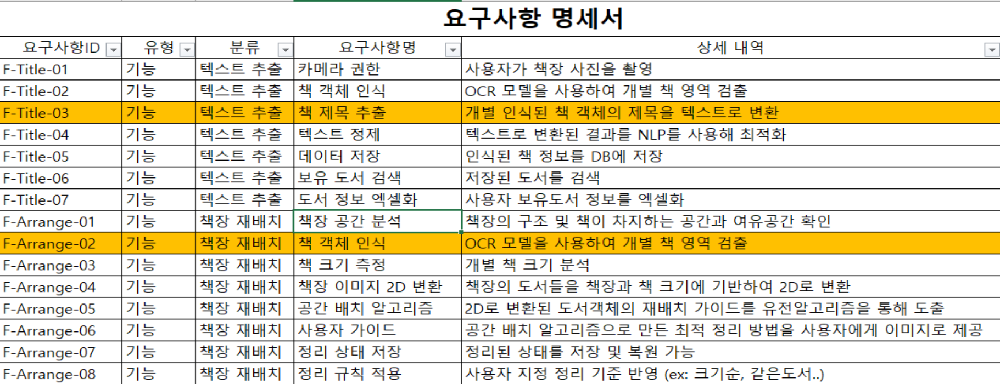 요구사항 명세서
요구사항ID 유형 분류 요구사항명 상세 내역
F-Title-01 기능 텍스트 추출 카메라 권한 사용자가 책장 사진을 촬영
F-Title-02 기능 텍스트 추출 책 객체 인식 OCR 모델을 사용하여 개별 책 영역 검출
F-Title-03 기능 텍스트 추출 책 제목 추출 개별 인식된 책 객체의 제목을 텍스트로 변환
F-Title-04 기능 텍스트 추출 텍스트 정제 텍스트로 변환된 결과를 NLP를 사용해 최적화
F-Title-05 기능 텍스트 추출 데이터 저장 인식된 책 정보를 DB에 저장
F-Title-06 기능 텍스트 추출 보유 도서 검색 저장된 도서를 검색
F-Title-07 기능 텍스트 추출 도서 정보 엑셀화 사용자 보유도서 정보를 엑셀화
F-Arrange-01 기능 책장 재배치 책장 공간 분석 책장의 구조 및 책이 차지하는 공간과 여유공간 확인
F-Arrange-02 기능 책장 재배치 책 객체 인식 OCR 모델을 사용하여 개별 책 영역 검출
F-Arrange-03 기능 책장 재배치 책 크기 측정 개별 책 크기 분석
F-Arrange-04 기능 책장 재배치 책장 이미지 2D 변환 책장의 도서들을 책장과 책 크기에 기반하여 2D로 변환
F-Arrange-05 기능 책장 재배치 공간 배치 알고리즘 2D로 변환된 도서객체의 재배치 가이드를 유전알고리즘을 통해 도출
F-Arrange-06 기능 책장 재배치 사용자 가이드 공간 배치 알고리즘으로 만든 최적 정리 방법을 사용자에게 이미지로 제공
F-Arrange-07 기능 책장 재배치 정리 상태 저장 정리된 상태를 저장 및 복원 가능
F-Arrange-08 기능 책장 재배치 정리 규칙 적용 사용자 지정 정리 기준 반영 (ex: 크기순, 같은도서..)